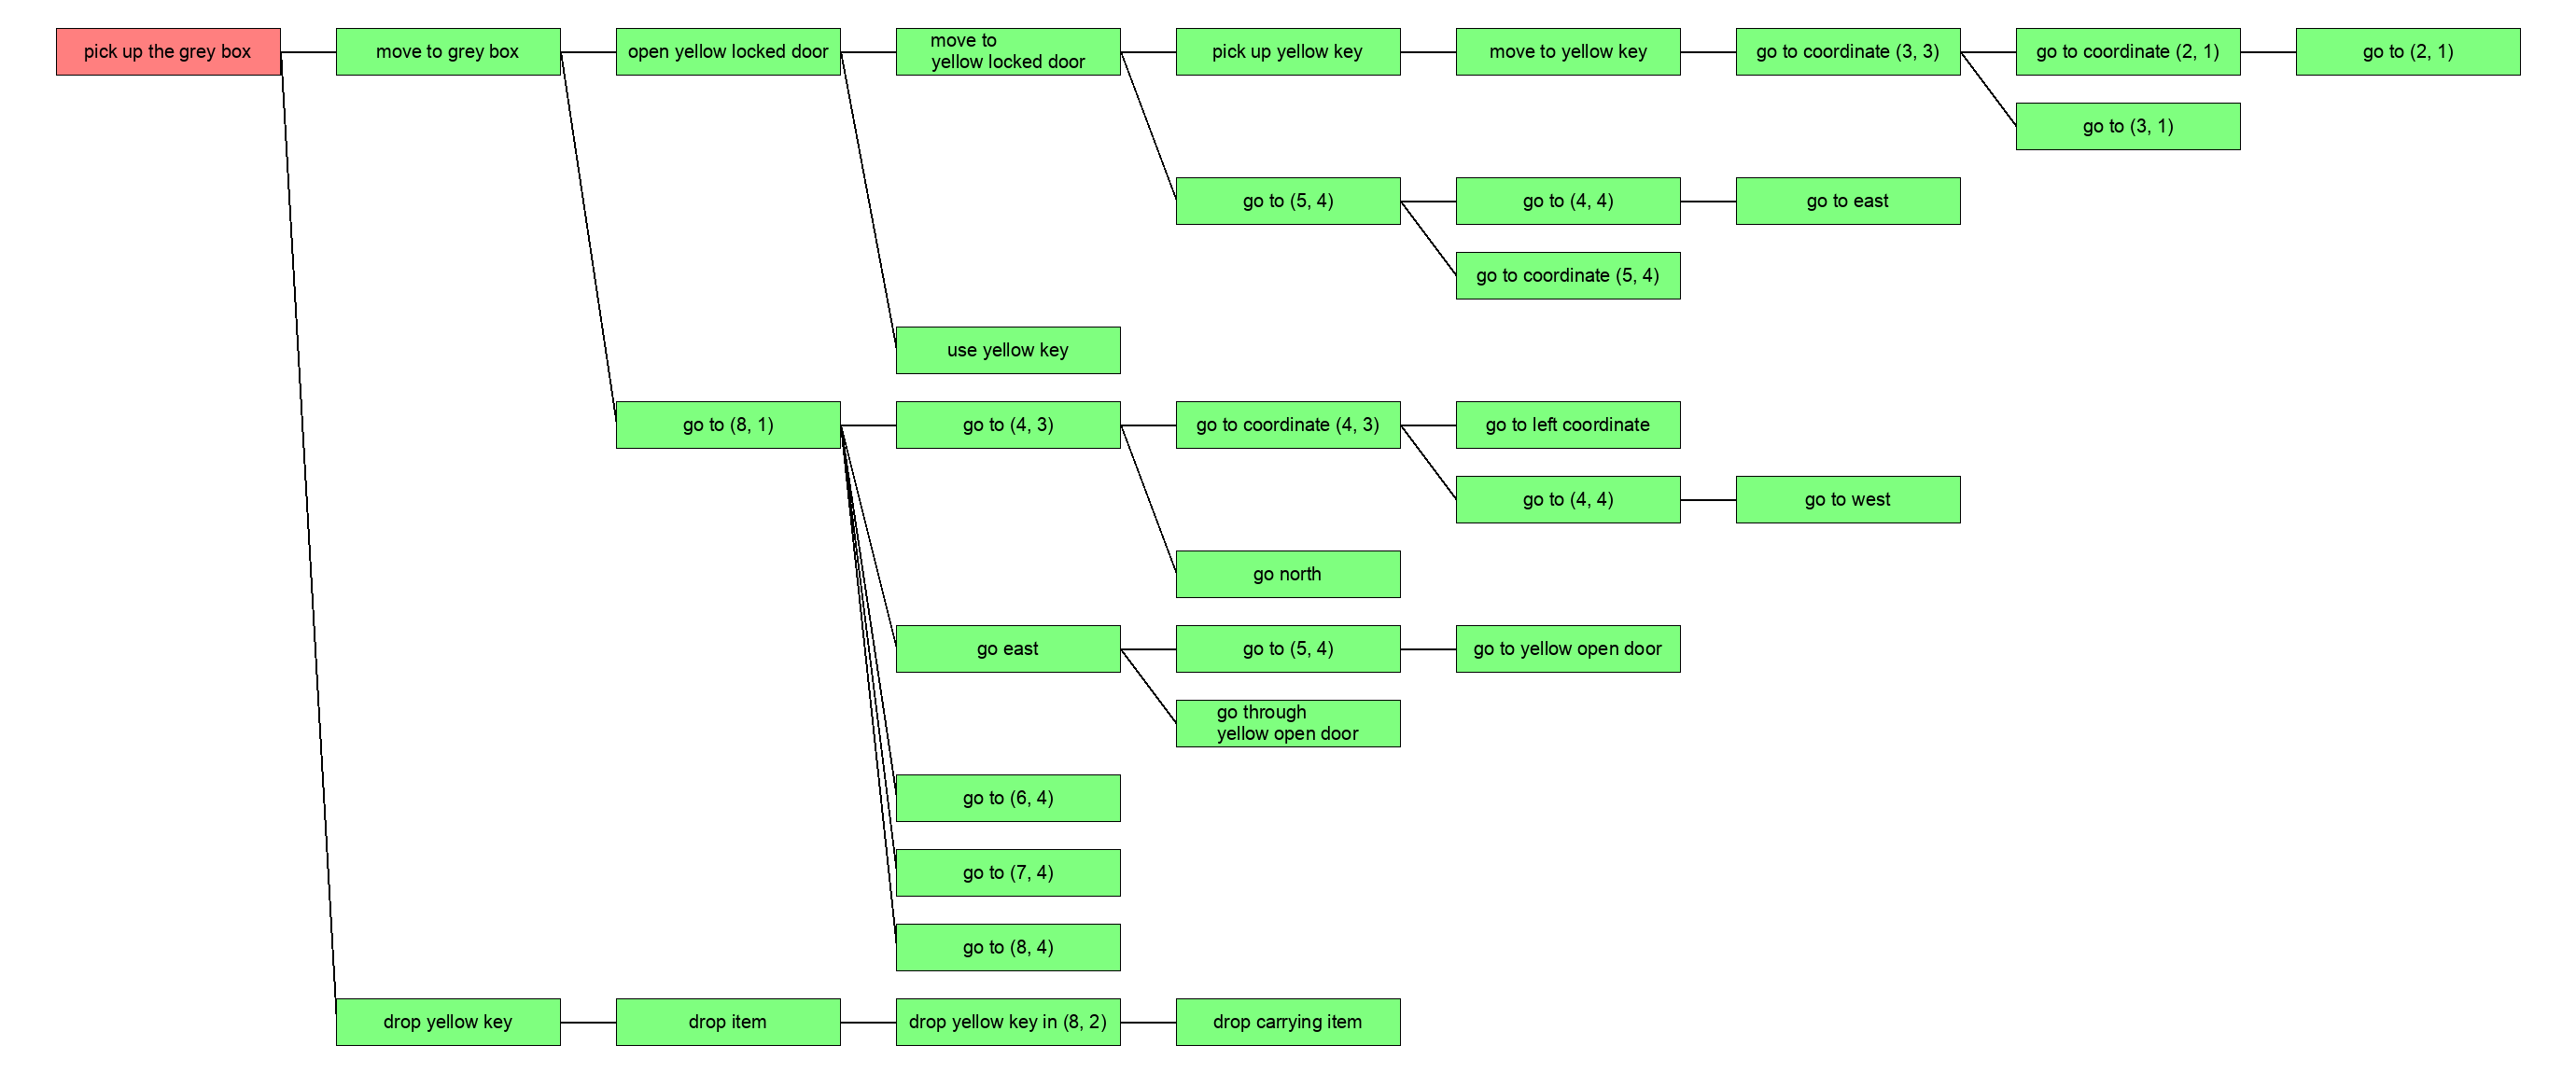 pick up the grey box
move to grey box
open yellow locked door
move to
yellow locked door
pick up yellow key
move to yellow key
go to coordinate (3, 3)
go to coordinate (2, 1)
go to (2, 1)
go to (3, 1)
go to (5, 4)
go to (4, 4)
go to east
go to coordinate (5, 4)
use yellow key
go to (8, 1)
go to (4, 3)
go to coordinate (4, 3)
go to left coordinate
go to (4, 4)
go to west
go north
go east
go to (5, 4)
go to yellow open door
go through
yellow open door
go to (6, 4)
go to (7, 4)
go to (8, 4)
drop yellow key
drop item
drop yellow key in (8, 2)
drop carrying item